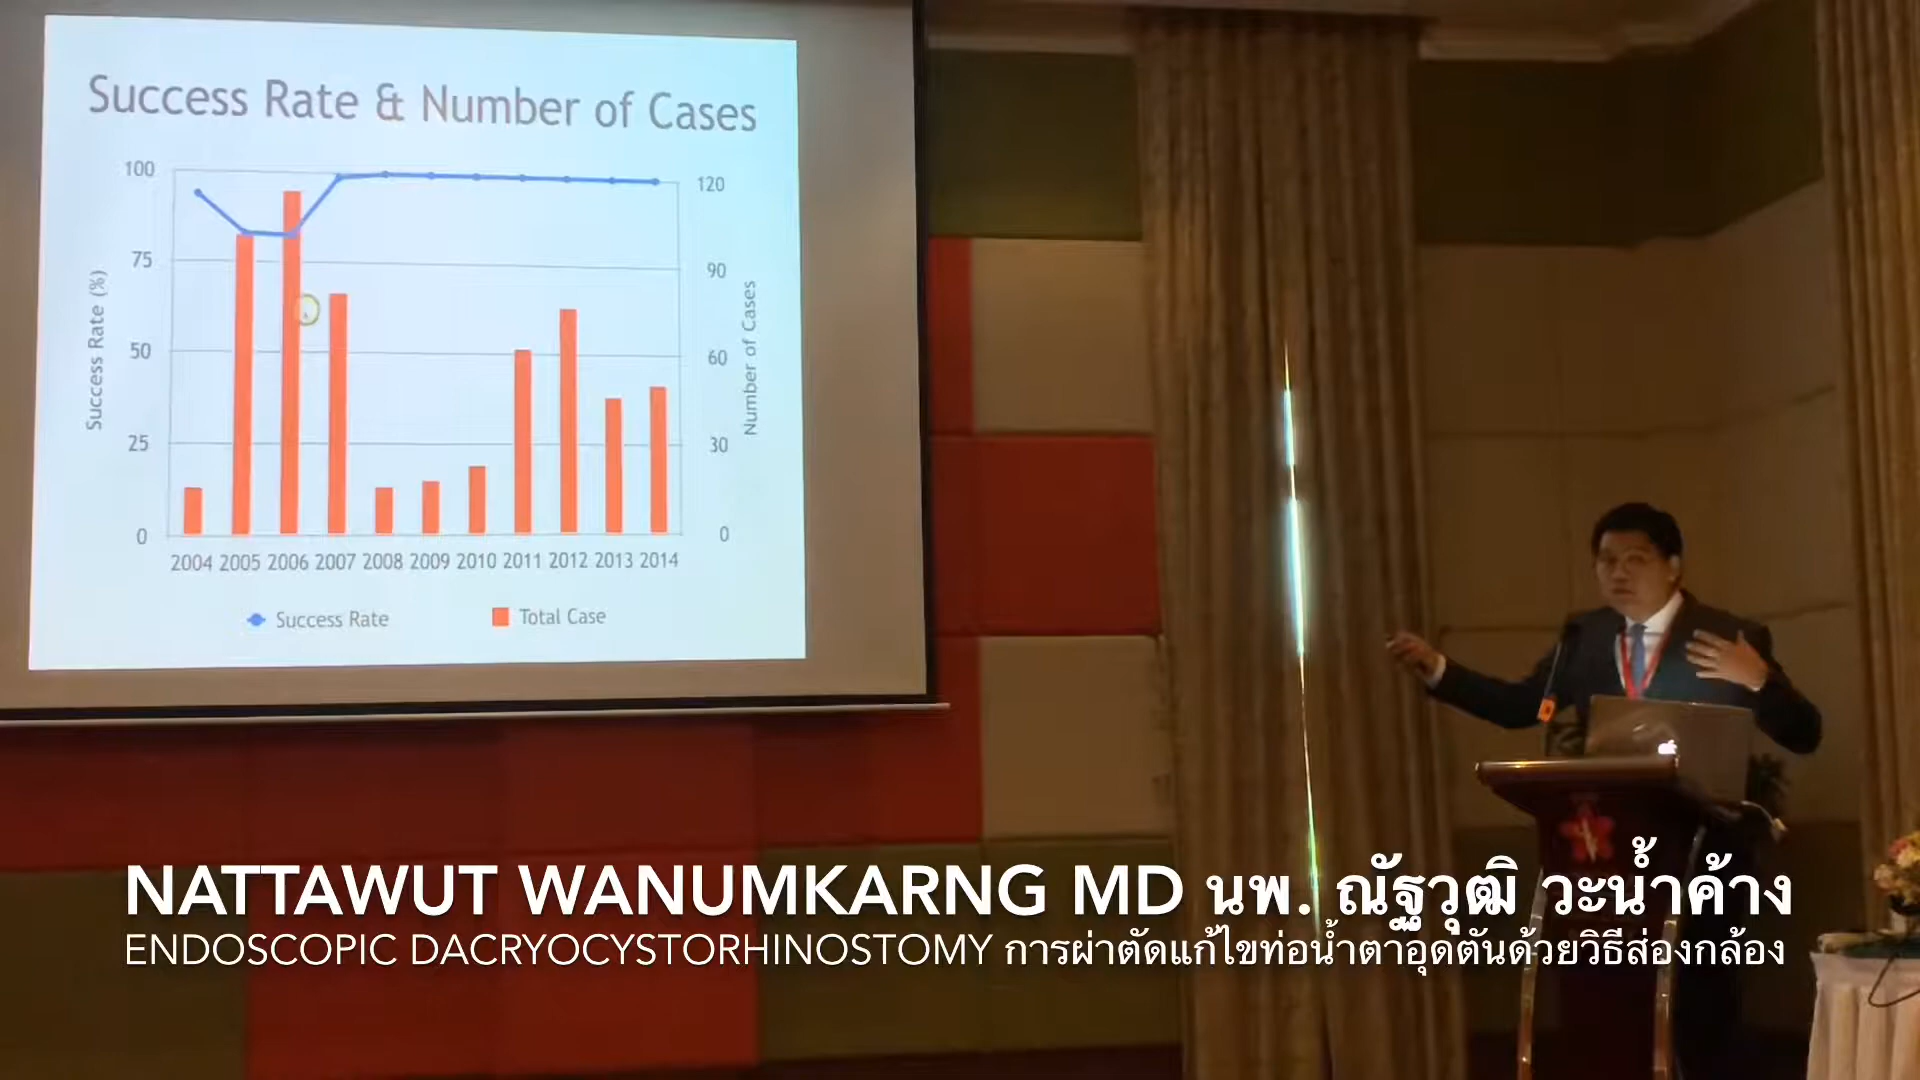 Success Rate & Number of Cases
100
75
50
25
0
Success Rate (%)
120
90
60
30
0
Number of Cases
2004 2005 2006 2007 2008 2009 2010 2011 2012 2013 2014
Success Rate
Total Case
NATTAWUT WANUMKARNG MD นพ. ณัฐวุฒิ วะน้ำค้าง
ENDOSCOPIC DACRYOCYSTORHINOSTOMY การผ่าตัดแก้ไขท่อน้ำตาอุดตันด้วยวิธีส่องกล้อง